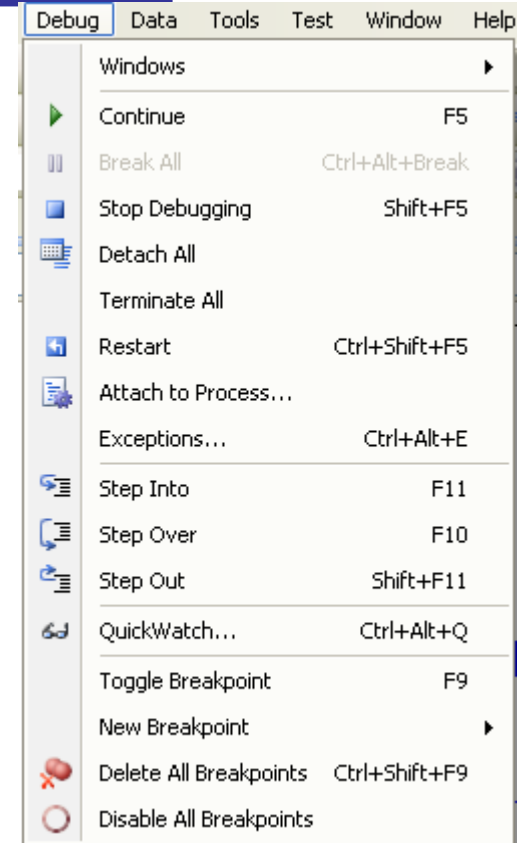 Debug Data Tools Test Window Help
Windows
Continue F5
Break All Ctrl+Alt+Break
Stop Debugging Shift+F5
Detach All
Terminate All
Restart Ctrl+Shift+F5
Attach to Process...
Exceptions... Ctrl+Alt+E
Step Into F11
Step Over F10
Step Out Shift+F11
QuickWatch... Ctrl+Alt+Q
Toggle Breakpoint F9
New Breakpoint
Delete All Breakpoints Ctrl+Shift+F9
Disable All Breakpoints